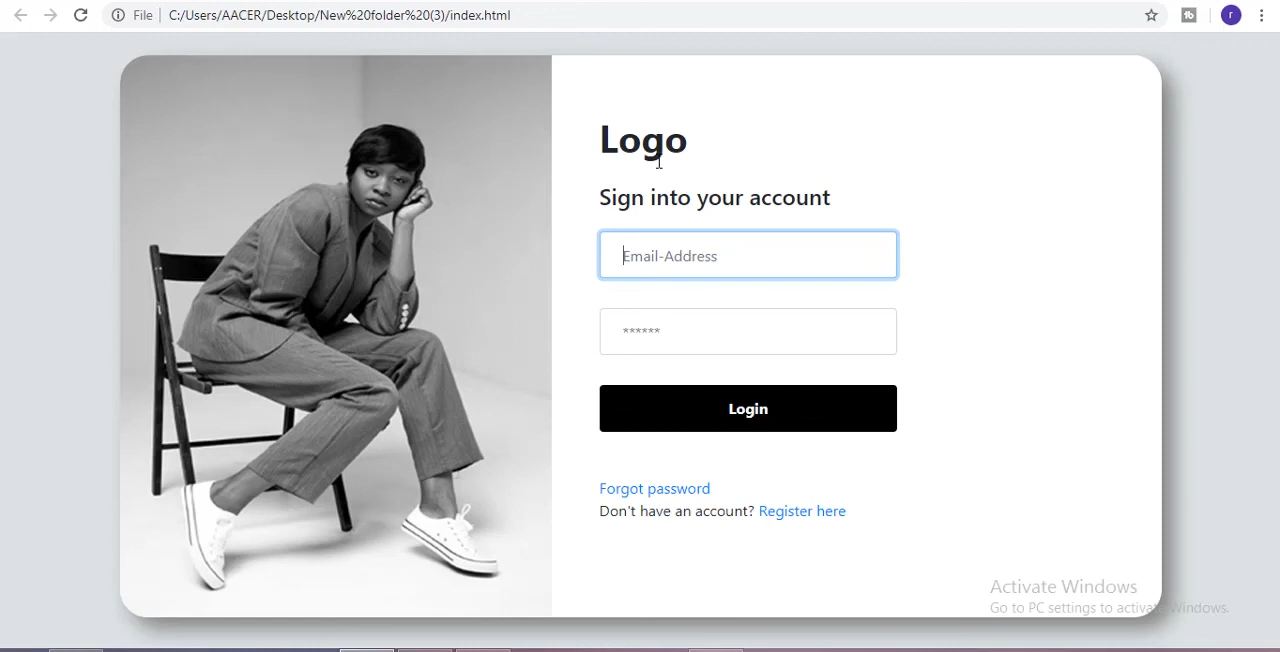 File
C:/Users/AACER/Desktop/New%20folder%20(3)/index.html
tb
r
Logo
Sign into your account
Email-Address
******
Login
Forgot password
Don't have an account? Register here
Activate Windows
Go to PC settings to activate Windows.